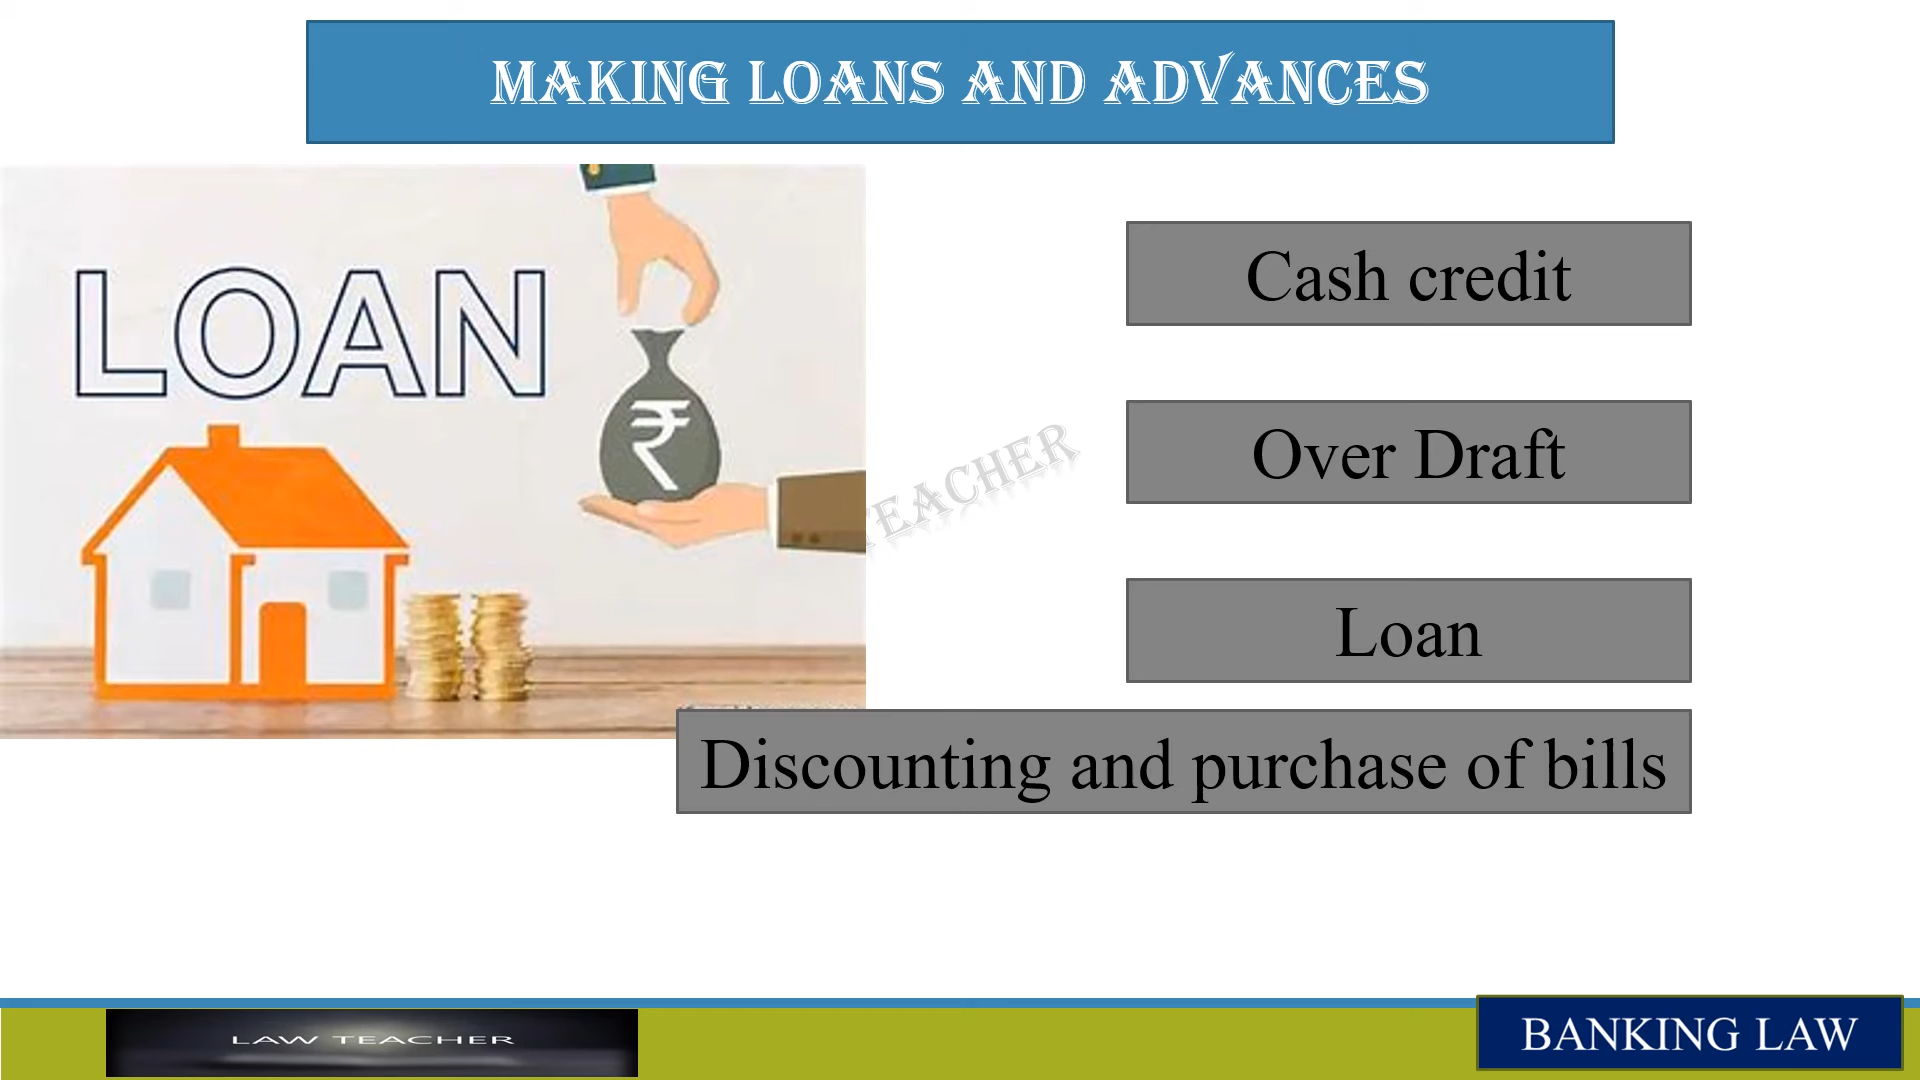 MAKING LOANS AND ADVANCES
LOAN
₹
Cash credit
Over Draft
TEACHER
Loan
Discounting and purchase of bills
LAW TEACHER
BANKING LAW